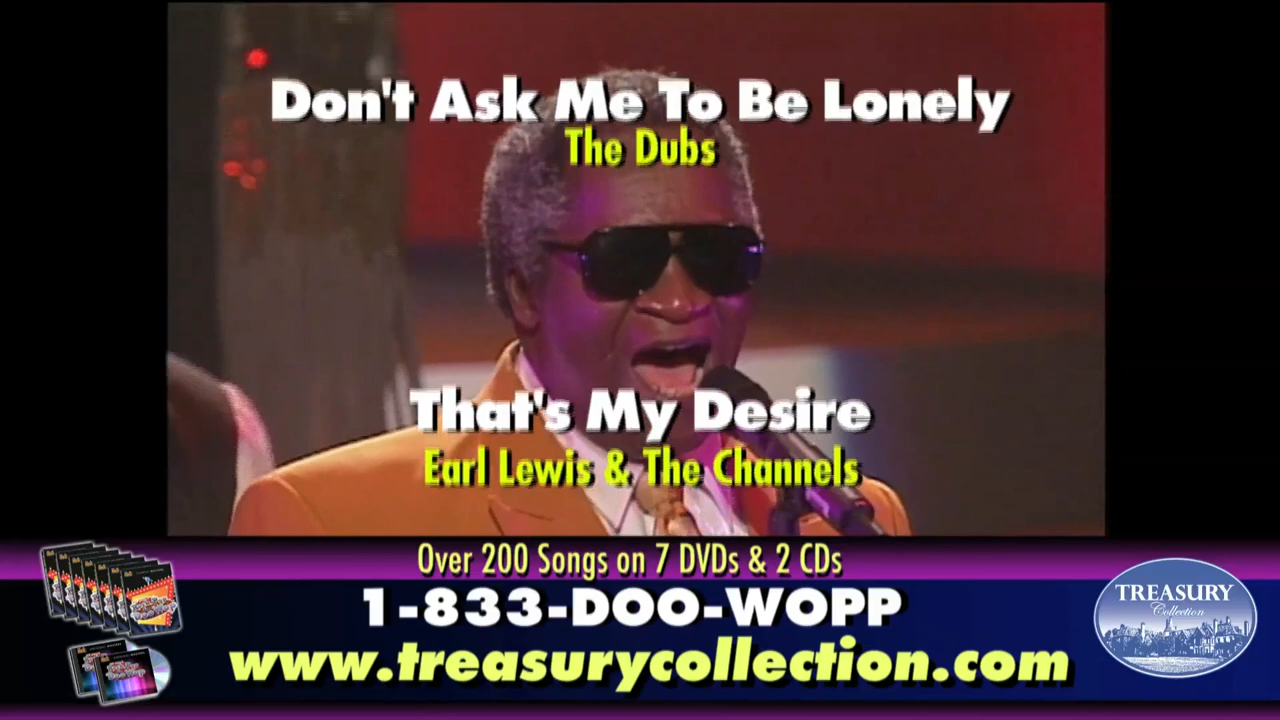 Don't Ask Me To Be Lonely
The Dubs
That's My Desire
Earl Lewis & The Channels
Over 200 Songs on 7 DVDs & 2 CDs
1-833-DOO-WOPP
www.treasurycollection.com
TREASURY
Collection